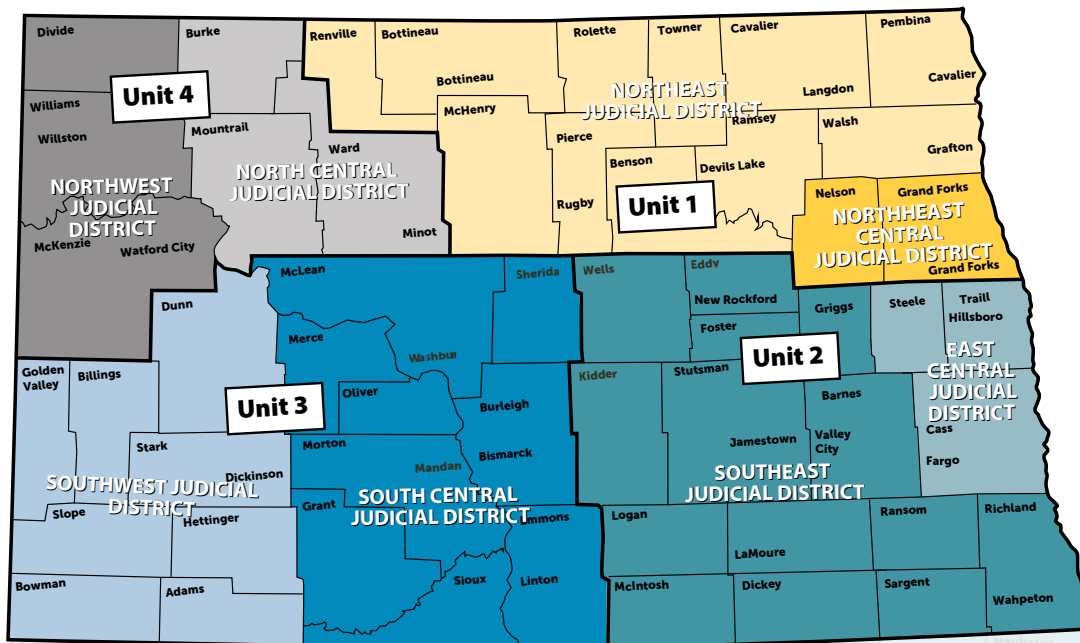 Divide
Burke
Renville
Bottineau
Rolette
Towner
Cavalier
Pembina
Unit 4
Bottineau
NORTHEAST
JUDICIAL DISTRICT
Langdon
Cavalier
Williams
Williston
Mountrail
McHenry
Pierce
Ramsey
Walsh
Ward
Benson
Devils Lake
Grafton
NORTH CENTRAL
JUDICIAL DISTRICT
NORTHWEST
JUDICIAL
DISTRICT
Rugby
Unit 1
Nelson
Grand Forks
NORTHHEAST
CENTRAL
JUDICIAL DISTRICT
Minot
McKenzie
Watford City
Grand Forks
McLean
Sherida
Wells
Eddy
Dunn
New Rockford
Griggs
Steele
Traill
Hillsboro
Foster
Merce
Washbur
Unit 2
EAST
CENTRAL
JUDICIAL
DISTRICT
Golden
Valley
Billings
Kidder
Stutsman
Unit 3
Oliver
Burleigh
Barnes
Cass
Stark
Morton
Jamestown
Valley
City
Bismarck
Mandan
Fargo
Dickinson
SOUTHWEST JUDICIAL
DISTRICT
SOUTH CENTRAL
JUDICIAL DISTRICT
SOUTHEAST
JUDICIAL DISTRICT
Slope
Hettinger
Grant
Emmons
Logan
Ransom
Richland
LaMoure
Bowman
Adams
Sioux
Linton
McIntosh
Dickey
Sargent
Wahpeton